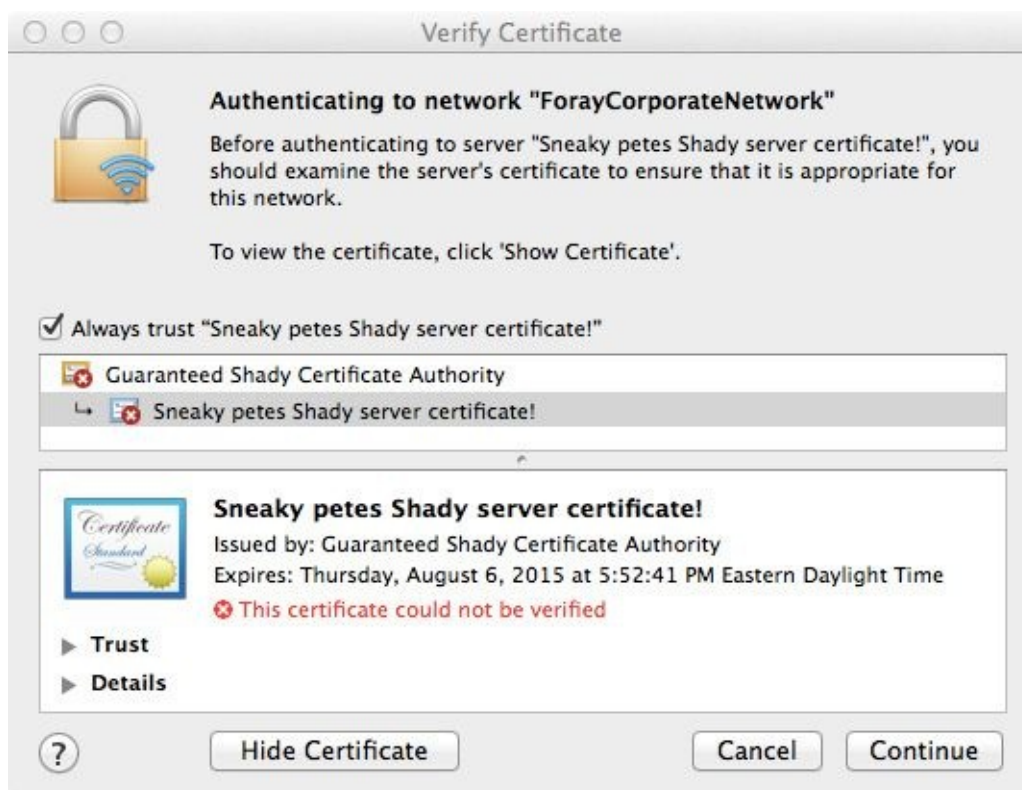 Verify Certificate
Authenticating to network "ForayCorporateNetwork"
Before authenticating to server "Sneaky petes Shady server certificate!", you
should examine the server's certificate to ensure that it is appropriate for
this network.
To view the certificate, click 'Show Certificate'.
Always trust “Sneaky petes Shady server certificate!”
Guaranteed Shady Certificate Authority
Sneaky petes Shady server certificate!
Certificate
Standard
Sneaky petes Shady server certificate!
Issued by: Guaranteed Shady Certificate Authority
Expires: Thursday, August 6, 2015 at 5:52:41 PM Eastern Daylight Time
This certificate could not be verified
Trust
Details
?
Hide Certificate
Cancel
Continue